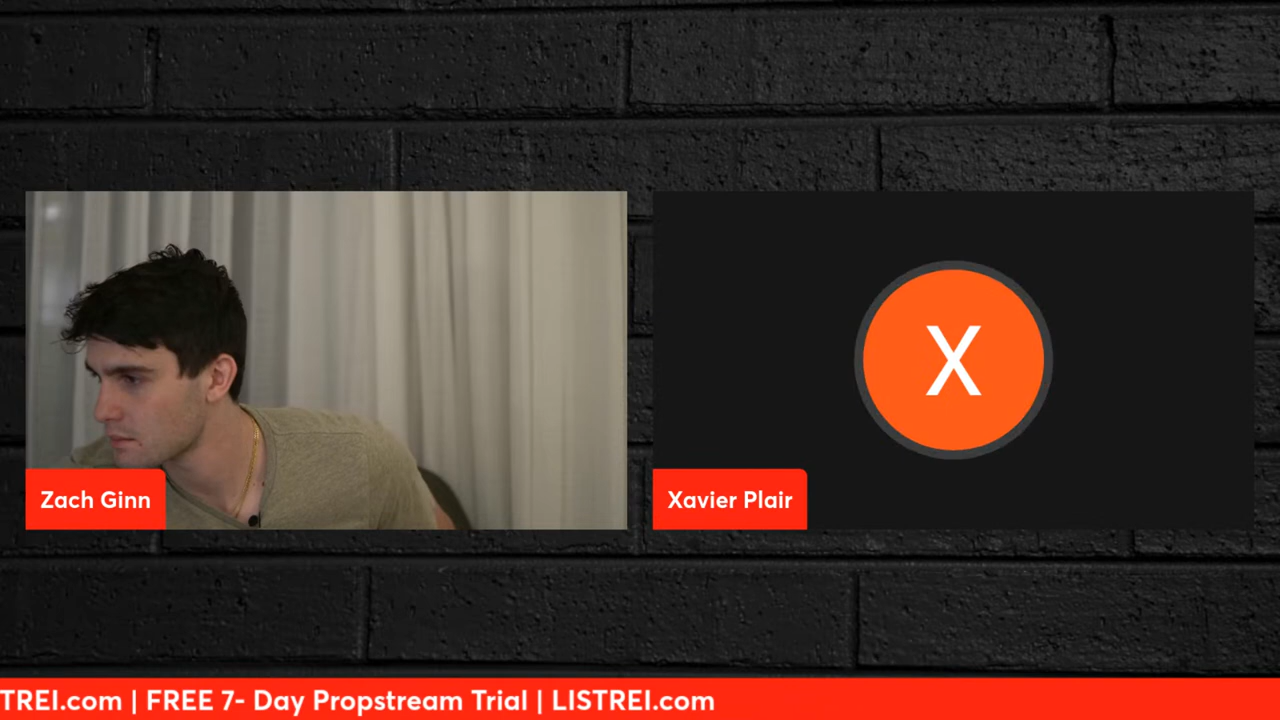 X
Zach Ginn
Xavier Plair
TREI.com | FREE 7- Day Propstream Trial | LISTREI.com